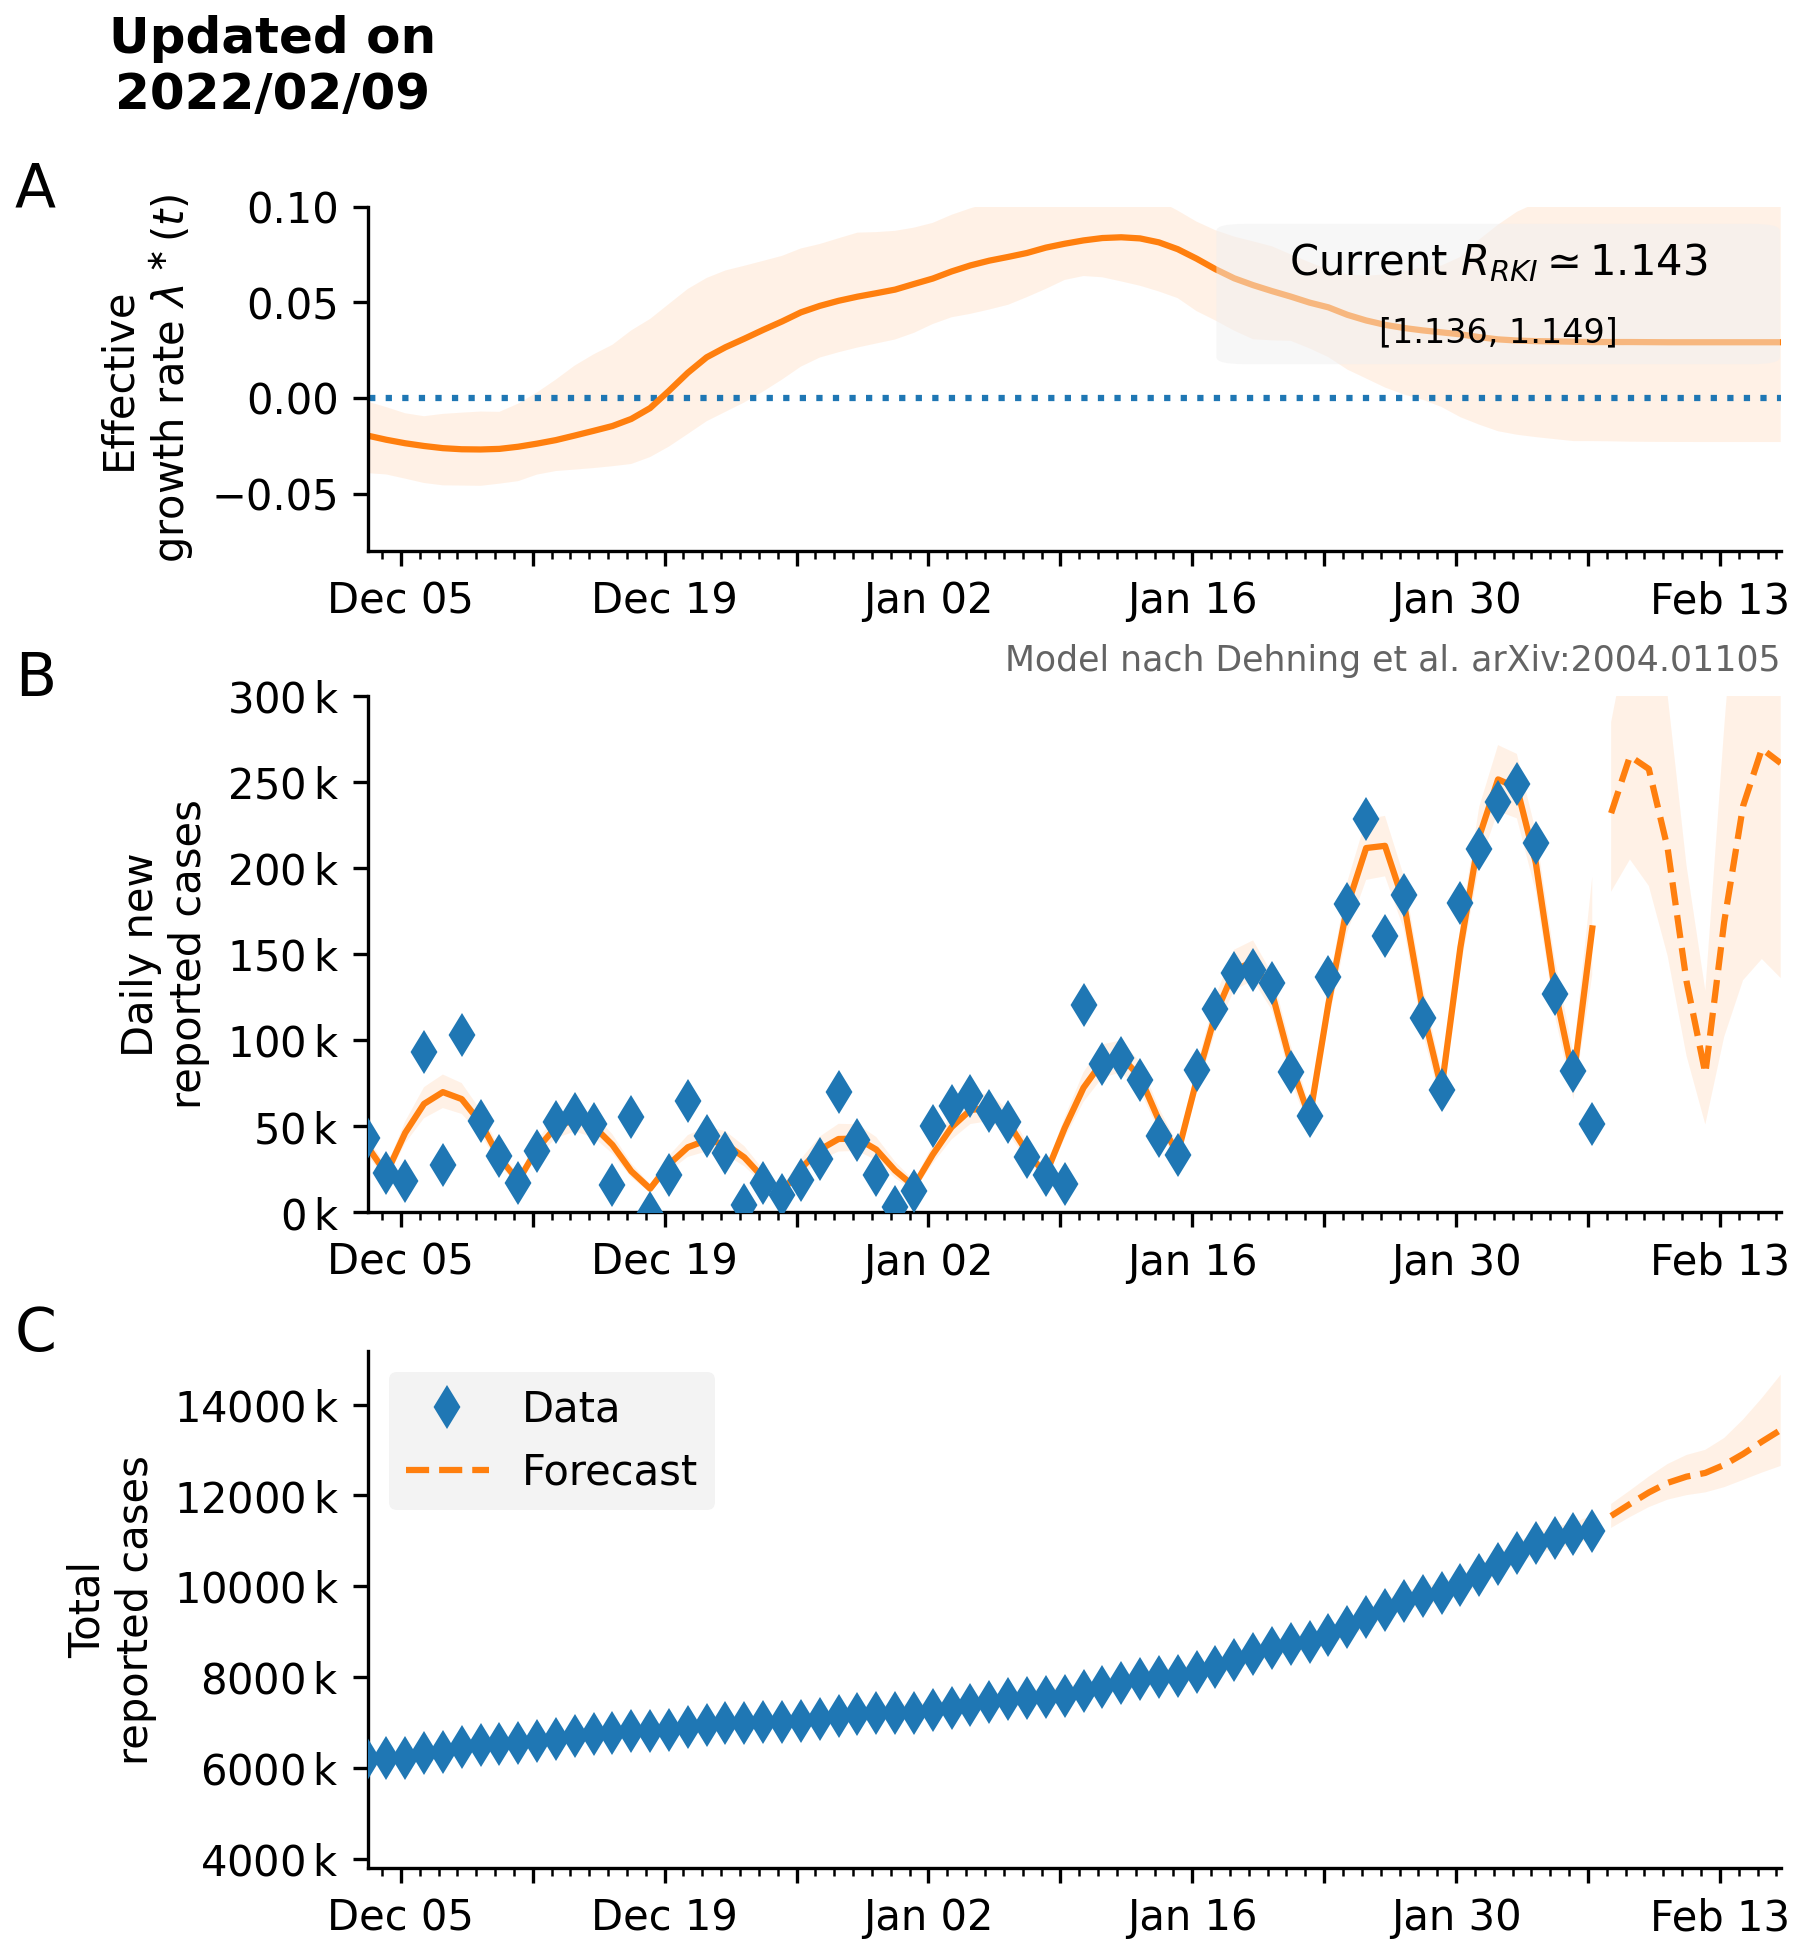 Updated on
2022/02/09
A
Effective
growth rate λ * (t)
0.10
0.05
0.00
−0.05
Current R_RKI ≃ 1.143
[1.136, 1.149]
Dec 05
Dec 19
Jan 02
Jan 16
Jan 30
Feb 13
Model nach Dehning et al. arXiv:2004.01105
B
Daily new
reported cases
300 k
250 k
200 k
150 k
100 k
50 k
0 k
Dec 05
Dec 19
Jan 02
Jan 16
Jan 30
Feb 13
C
Total
reported cases
14000 k
12000 k
10000 k
8000 k
6000 k
4000 k
Data
Forecast
Dec 05
Dec 19
Jan 02
Jan 16
Jan 30
Feb 13